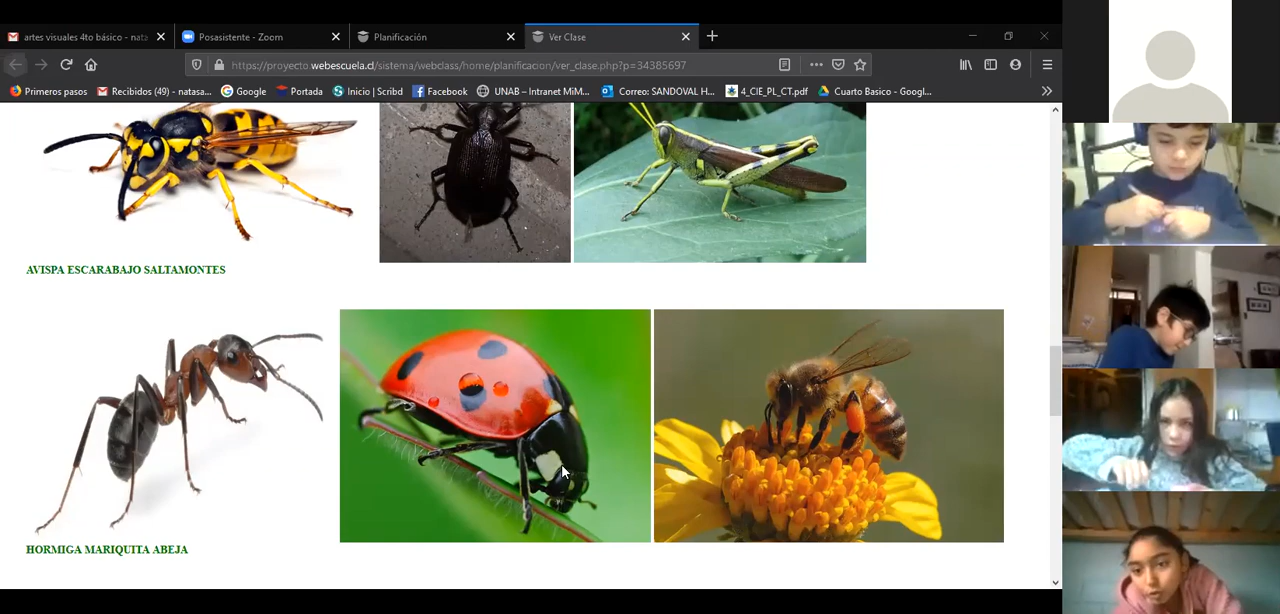 artes visuales 4to básico - nata
Posasistente - Zoom
Planificación
Ver Clase
https://proyecto.webescuela.cl/sistema/webclass/home/planificacion/ver_clase.php?p=34385697
Primeros pasos
Recibidos (49) - natasa...
Google
Portada
Inicio | Scribd
Facebook
UNAB – Intranet MiM...
Correo: SANDOVAL H...
4_CIE_PL_CT.pdf
Cuarto Basico - Googl...
AVISPA ESCARABAJO SALTAMONTES
HORMIGA MARIQUITA ABEJA